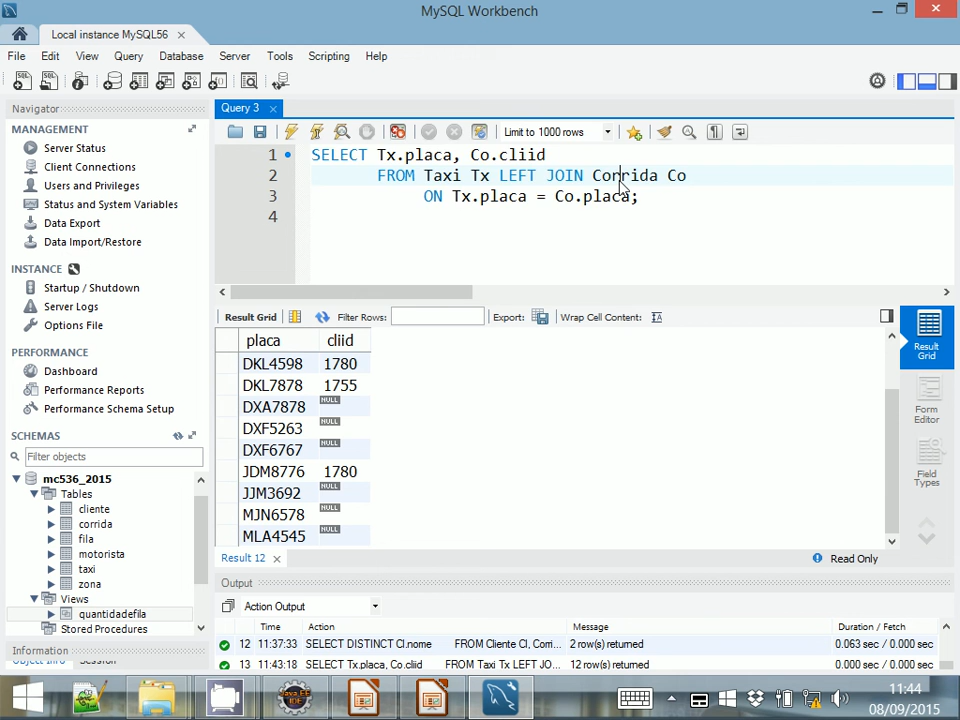 MySQL Workbench
Local instance MySQL56
File Edit View Query Database Server Tools Scripting Help
Navigator
MANAGEMENT
Server Status
Client Connections
Users and Privileges
Status and System Variables
Data Export
Data Import/Restore
INSTANCE
Startup / Shutdown
Server Logs
Options File
PERFORMANCE
Dashboard
Performance Reports
Performance Schema Setup
SCHEMAS
Filter objects
mc536_2015
Tables
cliente
corrida
fila
motorista
taxi
zona
Views
quantidadefila
Stored Procedures
Information
Object Info Session
Query 3
Limit to 1000 rows
1 SELECT Tx.placa, Co.cliid
2 FROM Taxi Tx LEFT JOIN Corrida Co
3 ON Tx.placa = Co.placa;
4
Result Grid Filter Rows: Export: Wrap Cell Content:
placa cliid
DKL4598 1780
DKL7878 1755
DXA7878 NULL
DXF5263 NULL
DXF6767 NULL
JDM8776 1780
JJM3692 NULL
MJN6578 NULL
MLA4545 NULL
Result Grid
Form Editor
Field Types
Result 12
Read Only
Output
Action Output
Time Action Message Duration / Fetch
12 11:37:33 SELECT DISTINCT Cl.nome FROM Cliente Cl, Corri... 2 row(s) returned 0.063 sec / 0.000 sec
13 11:43:18 SELECT Tx.placa, Co.cliid FROM Taxi Tx LEFT JO... 12 row(s) returned 0.000 sec / 0.000 sec
Java EE IDE
11:44
08/09/2015